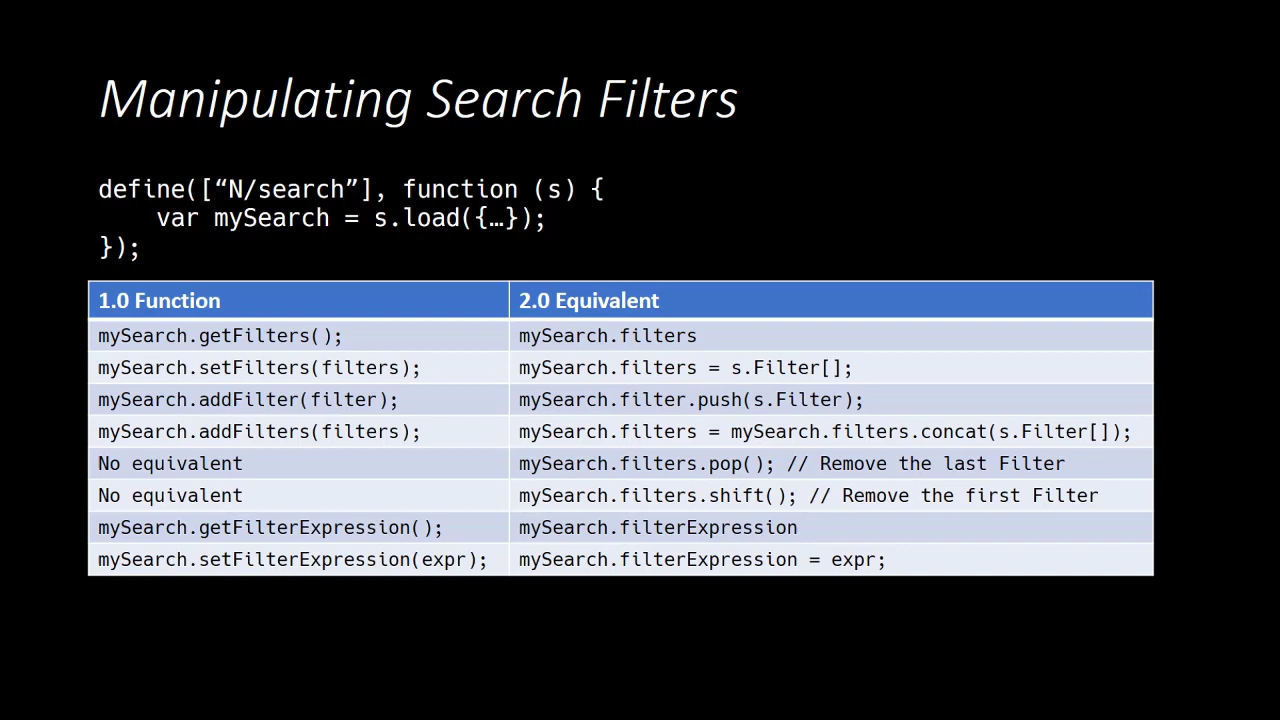 Manipulating Search Filters
define([“N/search”], function (s) {
    var mySearch = s.load({…});
});
1.0 Function 2.0 Equivalent
mySearch.getFilters(); mySearch.filters
mySearch.setFilters(filters); mySearch.filters = s.Filter[];
mySearch.addFilter(filter); mySearch.filter.push(s.Filter);
mySearch.addFilters(filters); mySearch.filters = mySearch.filters.concat(s.Filter[]);
No equivalent mySearch.filters.pop(); // Remove the last Filter
No equivalent mySearch.filters.shift(); // Remove the first Filter
mySearch.getFilterExpression(); mySearch.filterExpression
mySearch.setFilterExpression(expr); mySearch.filterExpression = expr;